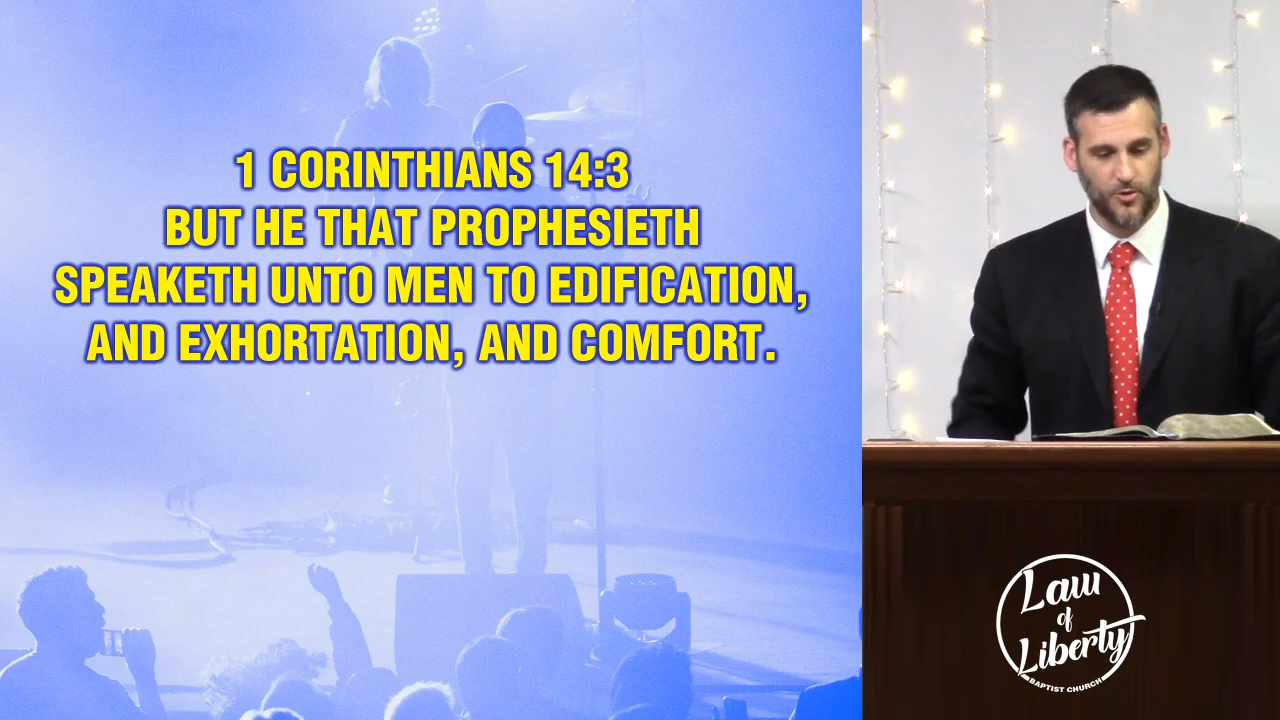 1 CORINTHIANS 14:3
BUT HE THAT PROPHESIETH
SPEAKETH UNTO MEN TO EDIFICATION,
AND EXHORTATION, AND COMFORT.
Law
of
Liberty
BAPTIST CHURCH